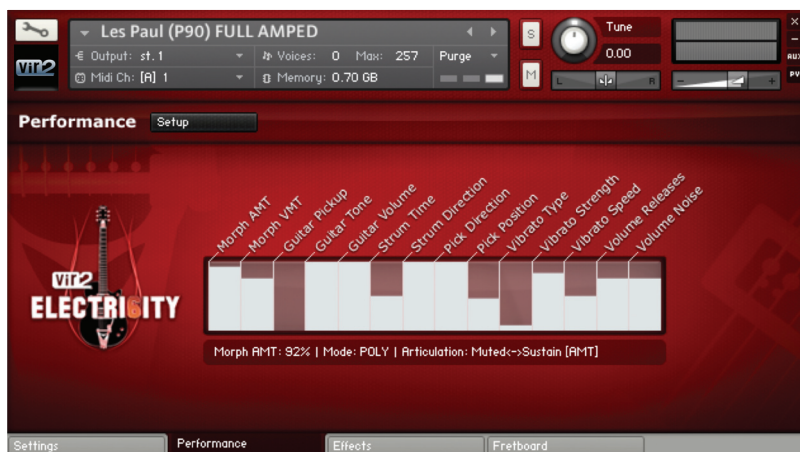 Les Paul (P90) FULL AMPED
S
Tune
Output: st. 1
Voices: 0 Max: 257
Purge
0.00
AUX
Vir2
Midi Ch: [A] 1
Memory: 0.70 GB
M
L R
- +
PV
Performance
Setup
Morph AMT
Morph VMT
Guitar Pickup
Guitar Tone
Guitar Volume
Strum Time
Strum Direction
Pick Direction
Pick Position
Vibrato Type
Vibrato Strength
Vibrato Speed
Volume Releases
Volume Noise
Vir2
ELECTRI6ITY
Morph AMT: 92% | Mode: POLY | Articulation: Muted<->Sustain [AMT]
Settings
Performance
Effects
Fretboard